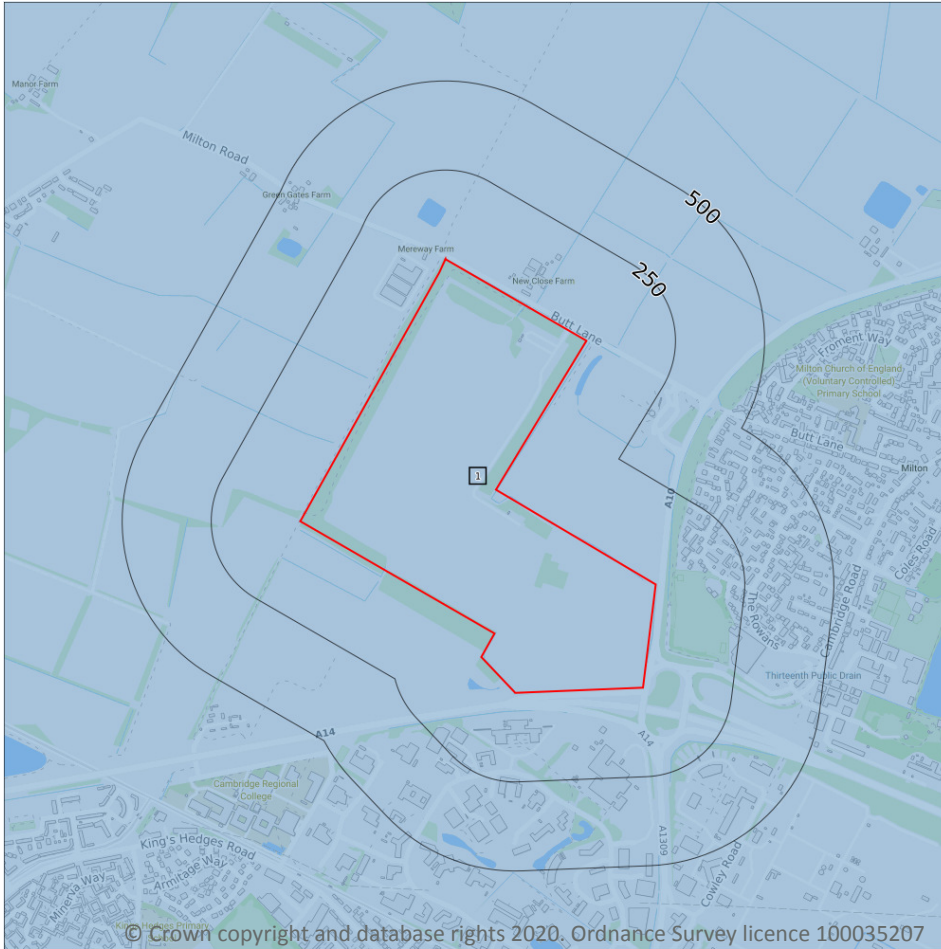 Manor Farm
Milton Road
Green Gates Farm
500
Mereway Farm
250
New Close Farm
Butt Lane
Froment Way
Milton Church of England
(Voluntary Controlled)
Primary School
Butt Lane
Milton
1
A10
Coles Road
The Rowans
Cambridge Road
Thirteenth Public Drain
A14
A14
Cambridge Regional
College
King's Hedges Road
Armitage Way
Minerva Way
A1309
Cowley Road
King's Hedges Primary
© Crown copyright and database rights 2020. Ordnance Survey licence 100035207